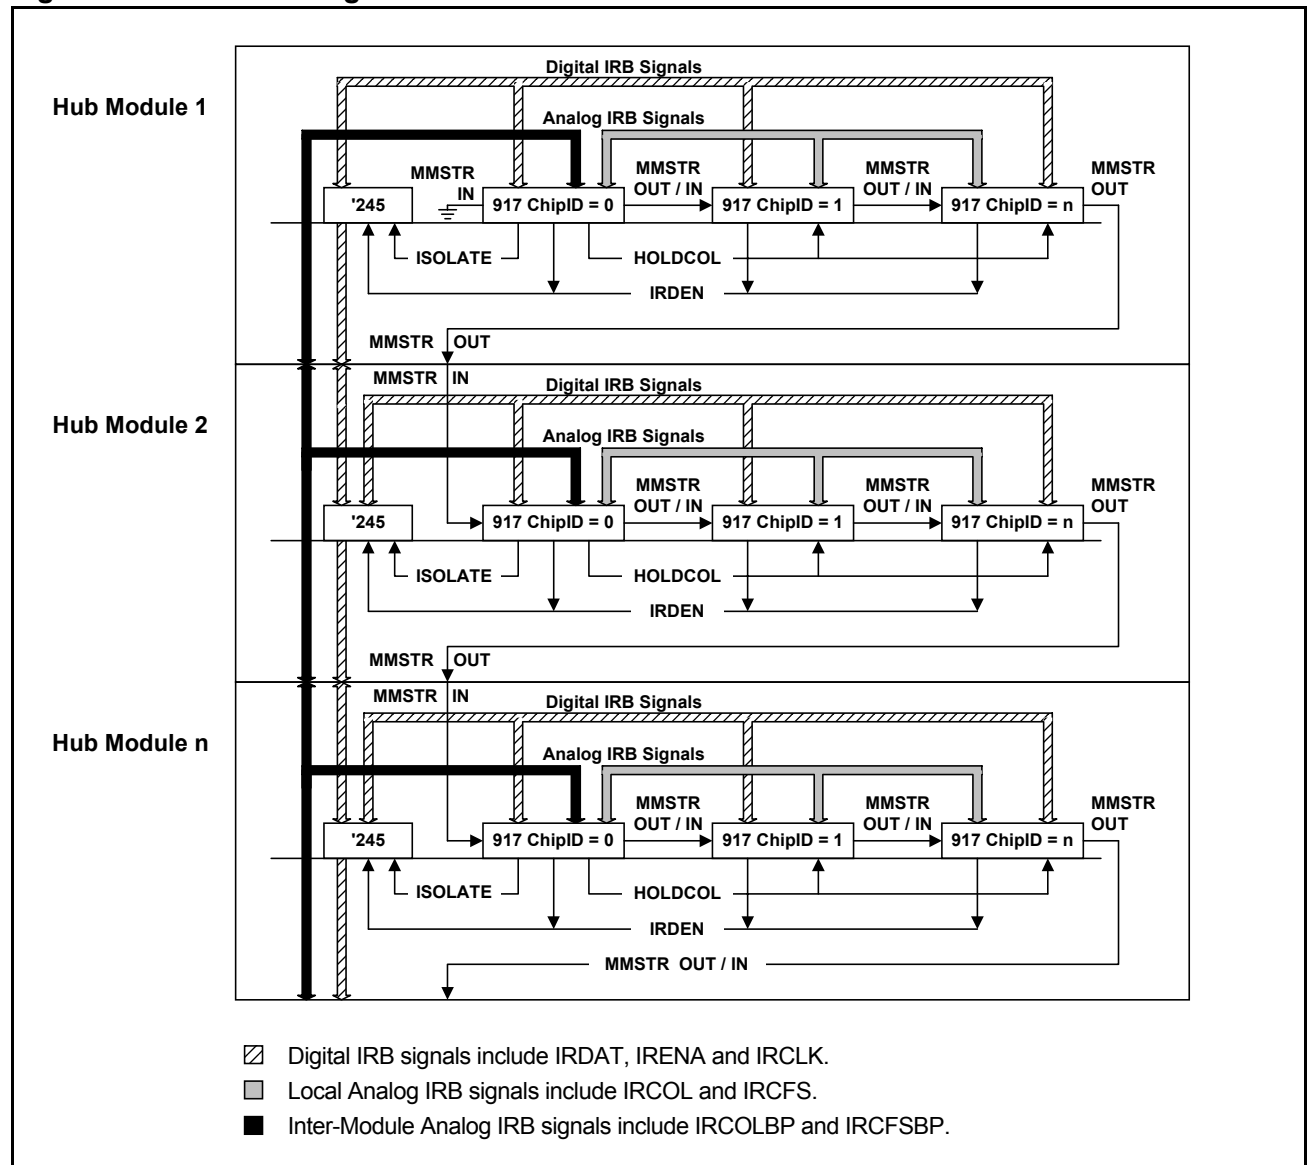 Digital IRB Signals
Hub Module 1
Analog IRB Signals
MMSTR IN
MMSTR OUT / IN
MMSTR OUT / IN
MMSTR OUT
'245
917 ChipID = 0
917 ChipID = 1
917 ChipID = n
ISOLATE
HOLDCOL
IRDEN
MMSTR OUT
MMSTR IN
Digital IRB Signals
Hub Module 2
Analog IRB Signals
MMSTR OUT / IN
MMSTR OUT / IN
MMSTR OUT
'245
917 ChipID = 0
917 ChipID = 1
917 ChipID = n
ISOLATE
HOLDCOL
IRDEN
MMSTR OUT
MMSTR IN
Digital IRB Signals
Hub Module n
Analog IRB Signals
MMSTR OUT / IN
MMSTR OUT / IN
MMSTR OUT
'245
917 ChipID = 0
917 ChipID = 1
917 ChipID = n
ISOLATE
HOLDCOL
IRDEN
MMSTR OUT / IN
Digital IRB signals include IRDAT, IRENA and IRCLK.
Local Analog IRB signals include IRCOL and IRCFS.
Inter-Module Analog IRB signals include IRCOLBP and IRCFSBP.